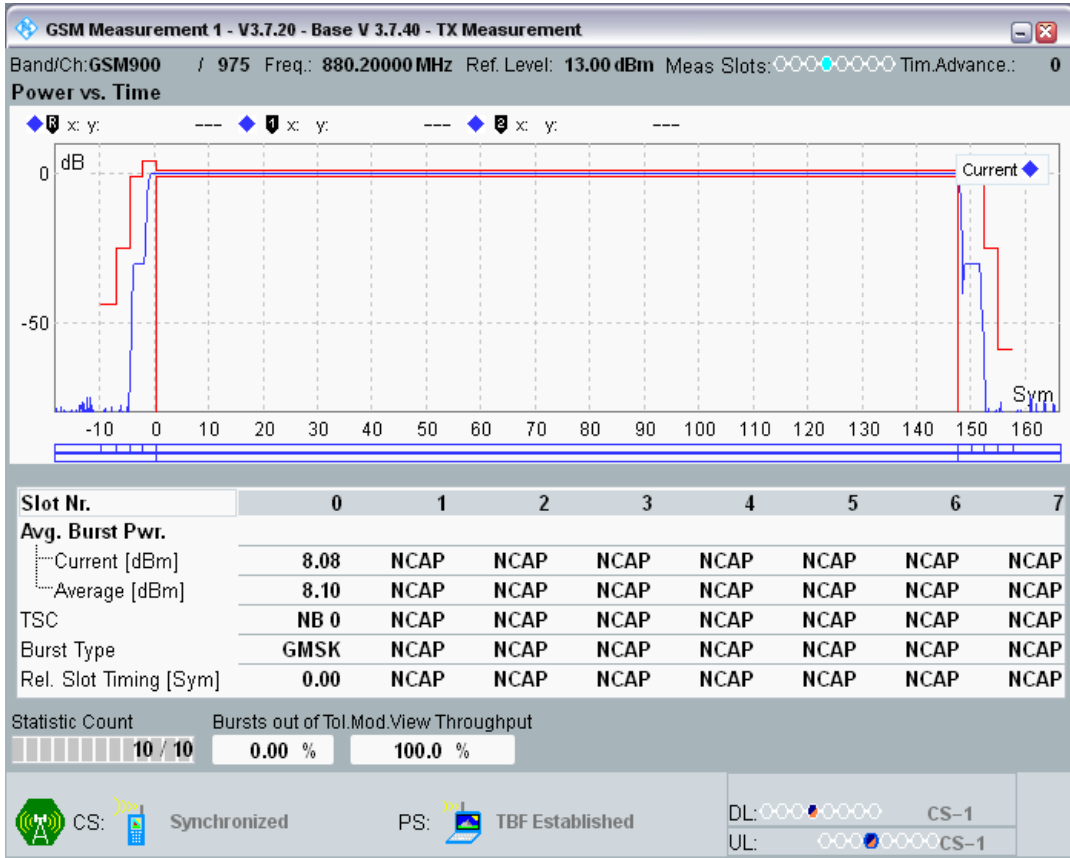 GSM Measurement 1 - V3.7.20 - Base V 3.7.40 - TX Measurement
Band/Ch:GSM900 / 975 Freq.: 880.20000 MHz Ref. Level: 13.00 dBm Meas Slots: Tim.Advance.: 0
Power vs. Time
R x: y: --- 1 x: y: --- 2 x: y: ---
dB
Current
0
-50
Sym
-10 0 10 20 30 40 50 60 70 80 90 100 110 120 130 140 150 160
Slot Nr. 0 1 2 3 4 5 6 7
Avg. Burst Pwr.
Current [dBm] 8.08 NCAP NCAP NCAP NCAP NCAP NCAP NCAP
Average [dBm] 8.10 NCAP NCAP NCAP NCAP NCAP NCAP NCAP
TSC NB 0 NCAP NCAP NCAP NCAP NCAP NCAP NCAP
Burst Type GMSK NCAP NCAP NCAP NCAP NCAP NCAP NCAP
Rel. Slot Timing [Sym] 0.00 NCAP NCAP NCAP NCAP NCAP NCAP NCAP
Statistic Count Bursts out of Tol. Mod.View Throughput
10 / 10 0.00 % 100.0 %
CS: Synchronized PS: TBF Established
DL: CS-1
UL: CS-1